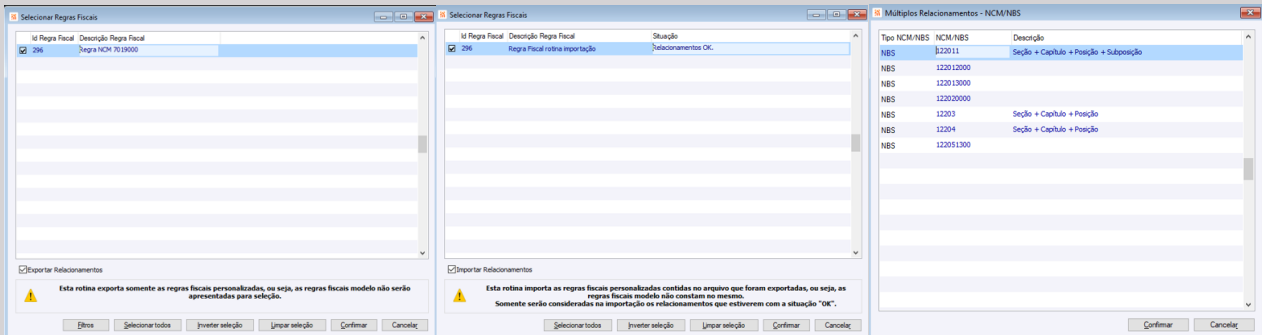 Selecionar Regras Fiscais
Id Regra Fiscal Descrição Regra Fiscal
296 Regra NCM 7019000
Exportar Relacionamentos
Esta rotina exporta somente as regras fiscais personalizadas, ou seja, as regras fiscais modelo não serão
apresentadas para seleção.
Filtros Selecionar todos Inverter seleção Limpar seleção Confirmar Cancelar
Selecionar Regras Fiscais
Id Regra Fiscal Descrição Regra Fiscal Situação
296 Regra Fiscal rotina importação Relacionamentos OK.
Importar Relacionamentos
Esta rotina importa as regras fiscais personalizadas contidas no arquivo que foram exportadas, ou seja, as
regras fiscais modelo não constam no mesmo.
Somente serão consideradas na importação os relacionamentos que estiverem com a situação "OK".
Selecionar todos Inverter seleção Limpar seleção Confirmar Cancelar
Múltiplos Relacionamentos - NCM/NBS
Tipo NCM/NBS NCM/NBS Descrição
NBS 122011 Seção + Capítulo + Posição + Subposição
NBS 122012000
NBS 122013000
NBS 122020000
NBS 12203 Seção + Capítulo + Posição
NBS 12204 Seção + Capítulo + Posição
NBS 122051300
Confirmar Cancelar